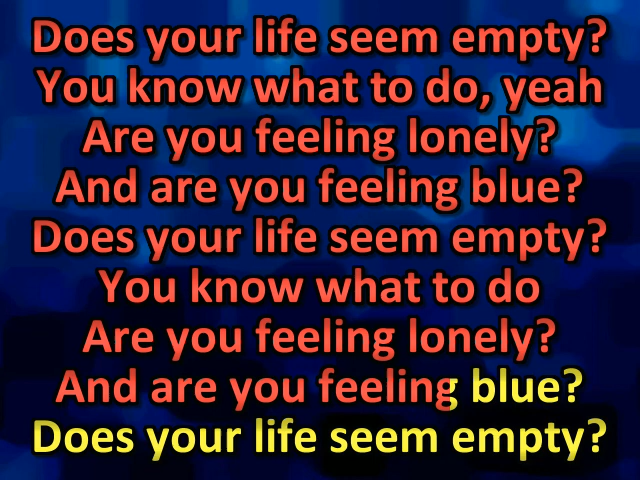 Does your life seem empty?
You know what to do, yeah
Are you feeling lonely?
And are you feeling blue?
Does your life seem empty?
You know what to do
Are you feeling lonely?
And are you feeling blue?
Does your life seem empty?